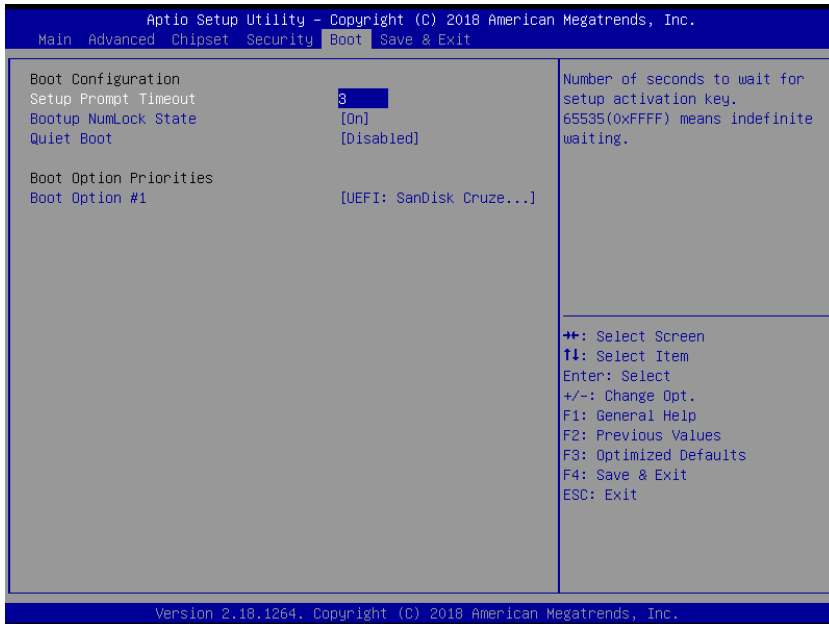 Aptio Setup Utility – Copyright (C) 2018 American Megatrends, Inc.
Main Advanced Chipset Security Boot Save & Exit
Boot Configuration
Setup Prompt Timeout 3
Bootup NumLock State [On]
Quiet Boot [Disabled]
Boot Option Priorities
Boot Option #1 [UEFI: SanDisk Cruze...]
Number of seconds to wait for
setup activation key.
65535(0xFFFF) means indefinite
waiting.
→←: Select Screen
↑↓: Select Item
Enter: Select
+/-: Change Opt.
F1: General Help
F2: Previous Values
F3: Optimized Defaults
F4: Save & Exit
ESC: Exit
Version 2.18.1264. Copyright (C) 2018 American Megatrends, Inc.